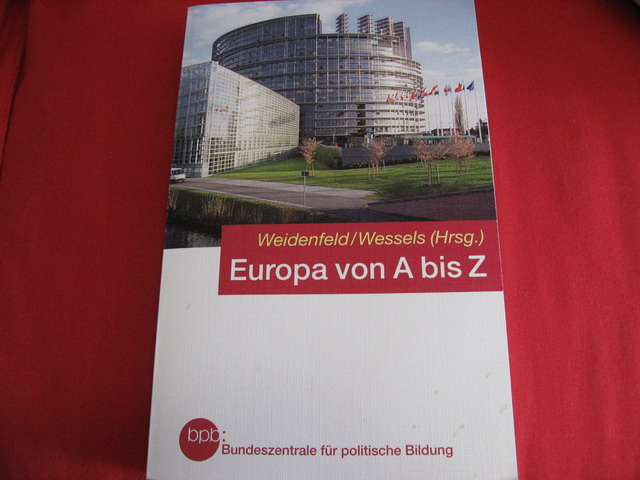 Weidenfeld/Wessels (Hrsg.)
Europa von A bis Z
bpb:
Bundeszentrale für politische Bildung